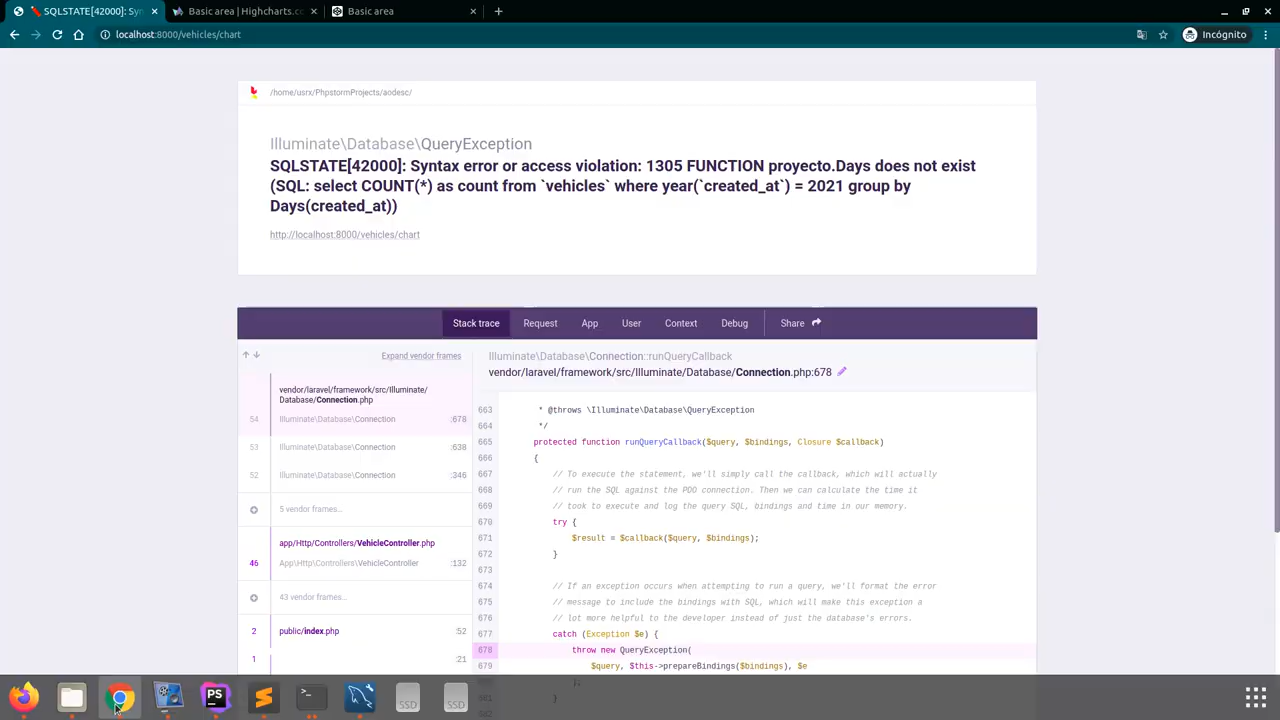 SQLSTATE[42000]: Syn
Basic area | Highcharts.c
Basic area
localhost:8000/vehicles/chart
Incógnito
/home/usrx/PhpstormProjects/aodesc/
Illuminate\Database\QueryException
SQLSTATE[42000]: Syntax error or access violation: 1305 FUNCTION proyecto.Days does not exist
(SQL: select COUNT(*) as count from `vehicles` where year(`created_at`) = 2021 group by
Days(created_at))
http://localhost:8000/vehicles/chart
Stack trace
Request
App
User
Context
Debug
Share
Expand vendor frames
vendor/laravel/framework/src/Illuminate/
Database/Connection.php
54 Illuminate\Database\Connection :678
53 Illuminate\Database\Connection :638
52 Illuminate\Database\Connection :346
5 vendor frames…
app/Http/Controllers/VehicleController.php
46 App\Http\Controllers\VehicleController :132
43 vendor frames…
2 public/index.php :52
1 :21
Illuminate\Database\Connection::runQueryCallback
vendor/laravel/framework/src/Illuminate/Database/Connection.php:678
663 * @throws \Illuminate\Database\QueryException
664 */
665 protected function runQueryCallback($query, $bindings, Closure $callback)
666 {
667 // To execute the statement, we'll simply call the callback, which will actually
668 // run the SQL against the PDO connection. Then we can calculate the time it
669 // took to execute and log the query SQL, bindings and time in our memory.
670 try {
671 $result = $callback($query, $bindings);
672 }
673
674 // If an exception occurs when attempting to run a query, we'll format the error
675 // message to include the bindings with SQL, which will make this exception a
676 // lot more helpful to the developer instead of just the database's errors.
677 catch (Exception $e) {
678 throw new QueryException(
679 $query, $this->prepareBindings($bindings), $e
680 );
681 }
682
PS
SSD
SSD